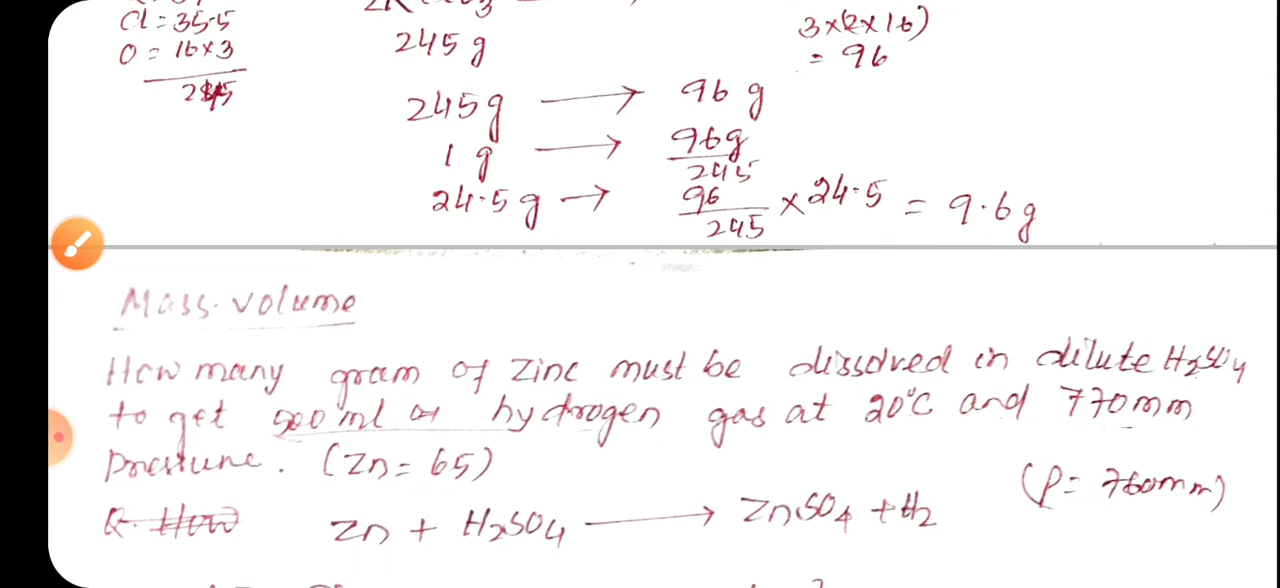 Cl = 35.5
O = 16 x 3
245
245 g
3 x (2 x 16)
= 96
245 g → 96 g
1 g → 96g/245
24.5 g → 96/245 x 24.5 = 9.6 g
Mass-volume
How many gram of zinc must be dissolved in dilute H2SO4
to get 500 ml of hydrogen gas at 20°C and 770mm
pressure. (Zn = 65)
(P = 760mm)
Q. How Zn + H2SO4 → ZnSO4 + H2